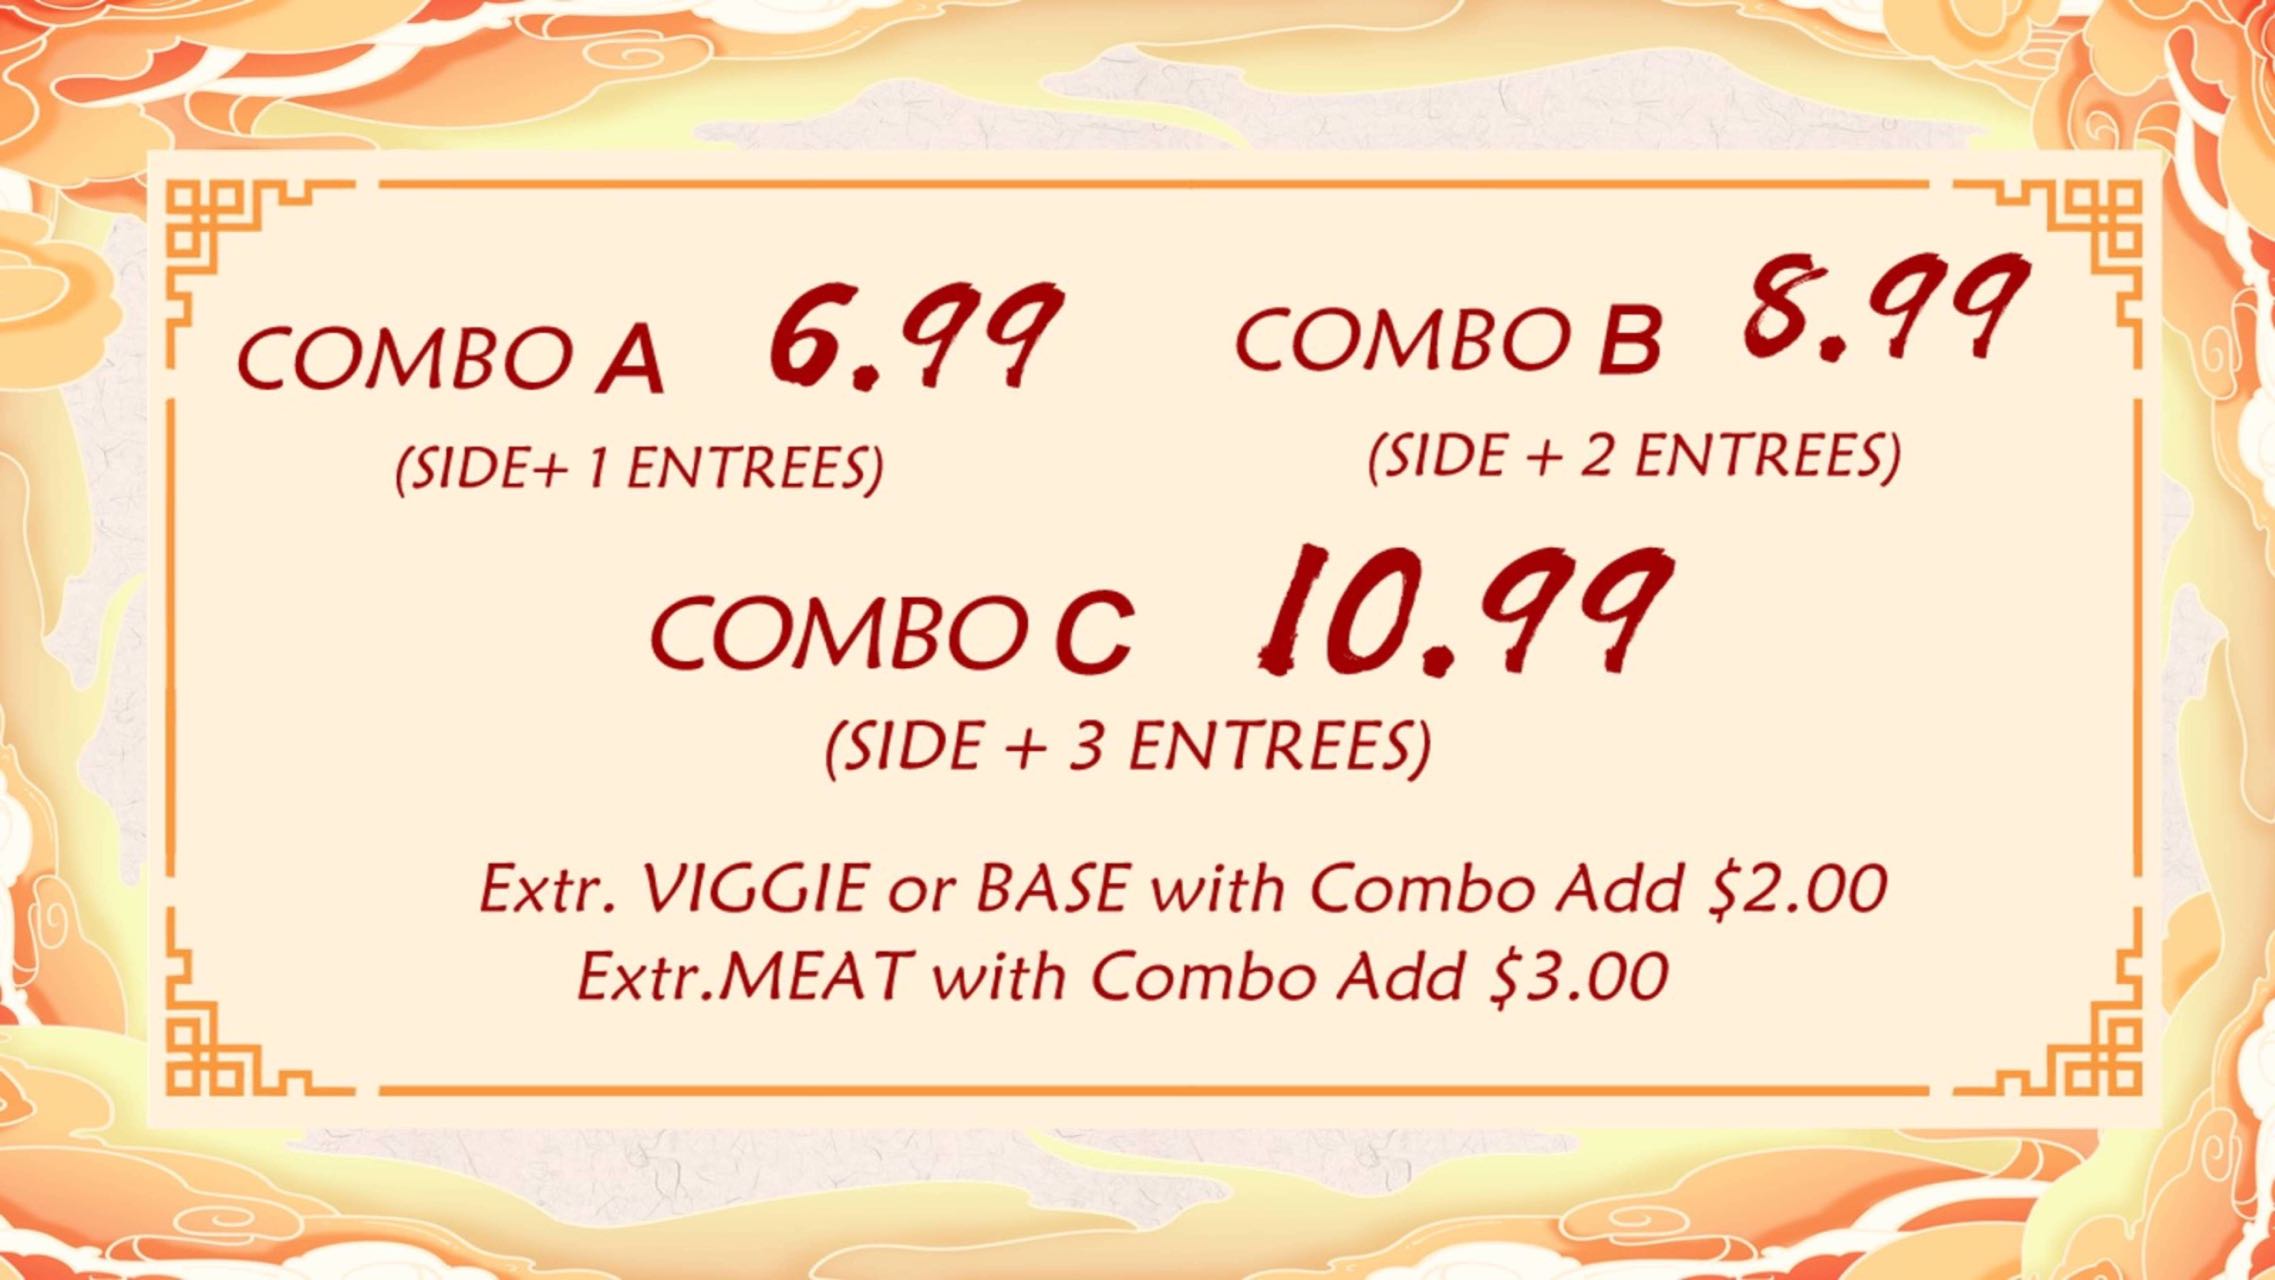 COMBO A 6.99
(SIDE+ 1 ENTREES)
COMBO B 8.99
(SIDE + 2 ENTREES)
COMBO C 10.99
(SIDE + 3 ENTREES)
Extr. VIGGIE or BASE with Combo Add $2.00
Extr.MEAT with Combo Add $3.00